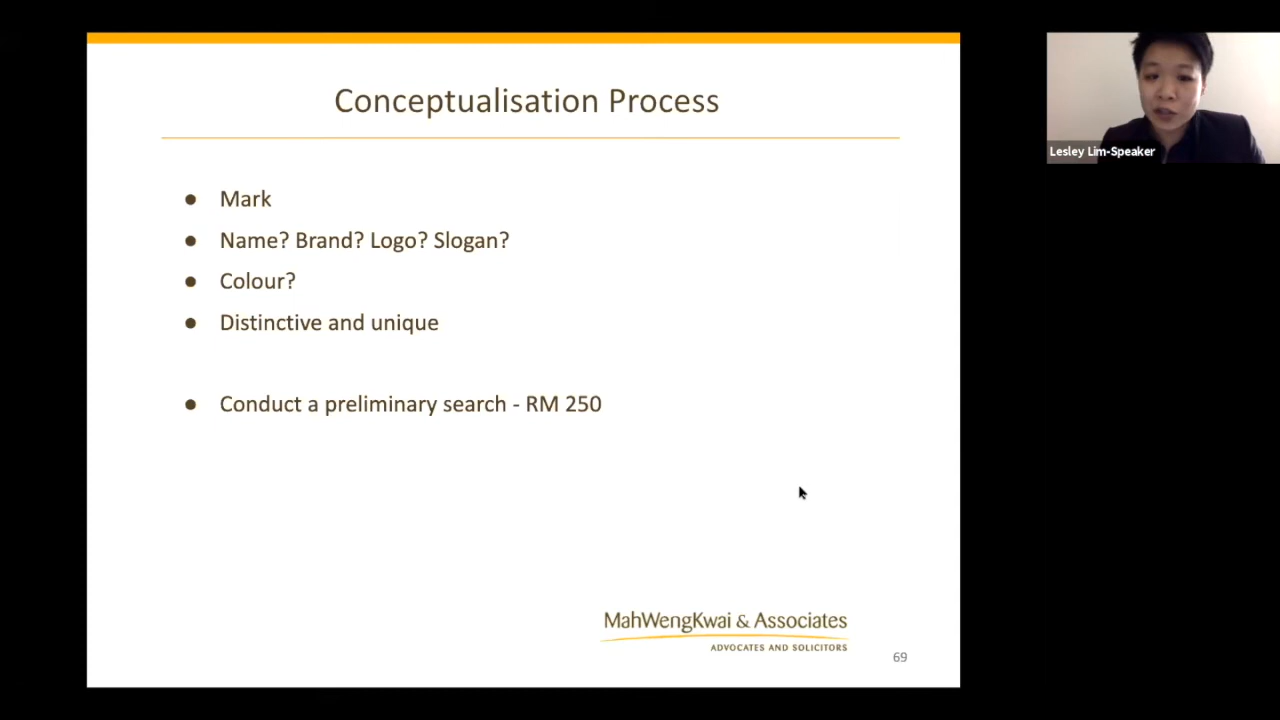 Conceptualisation Process
● Mark
● Name? Brand? Logo? Slogan?
● Colour?
● Distinctive and unique
● Conduct a preliminary search - RM 250
MahWengKwai & Associates
ADVOCATES AND SOLICITORS
69
Lesley Lim-Speaker